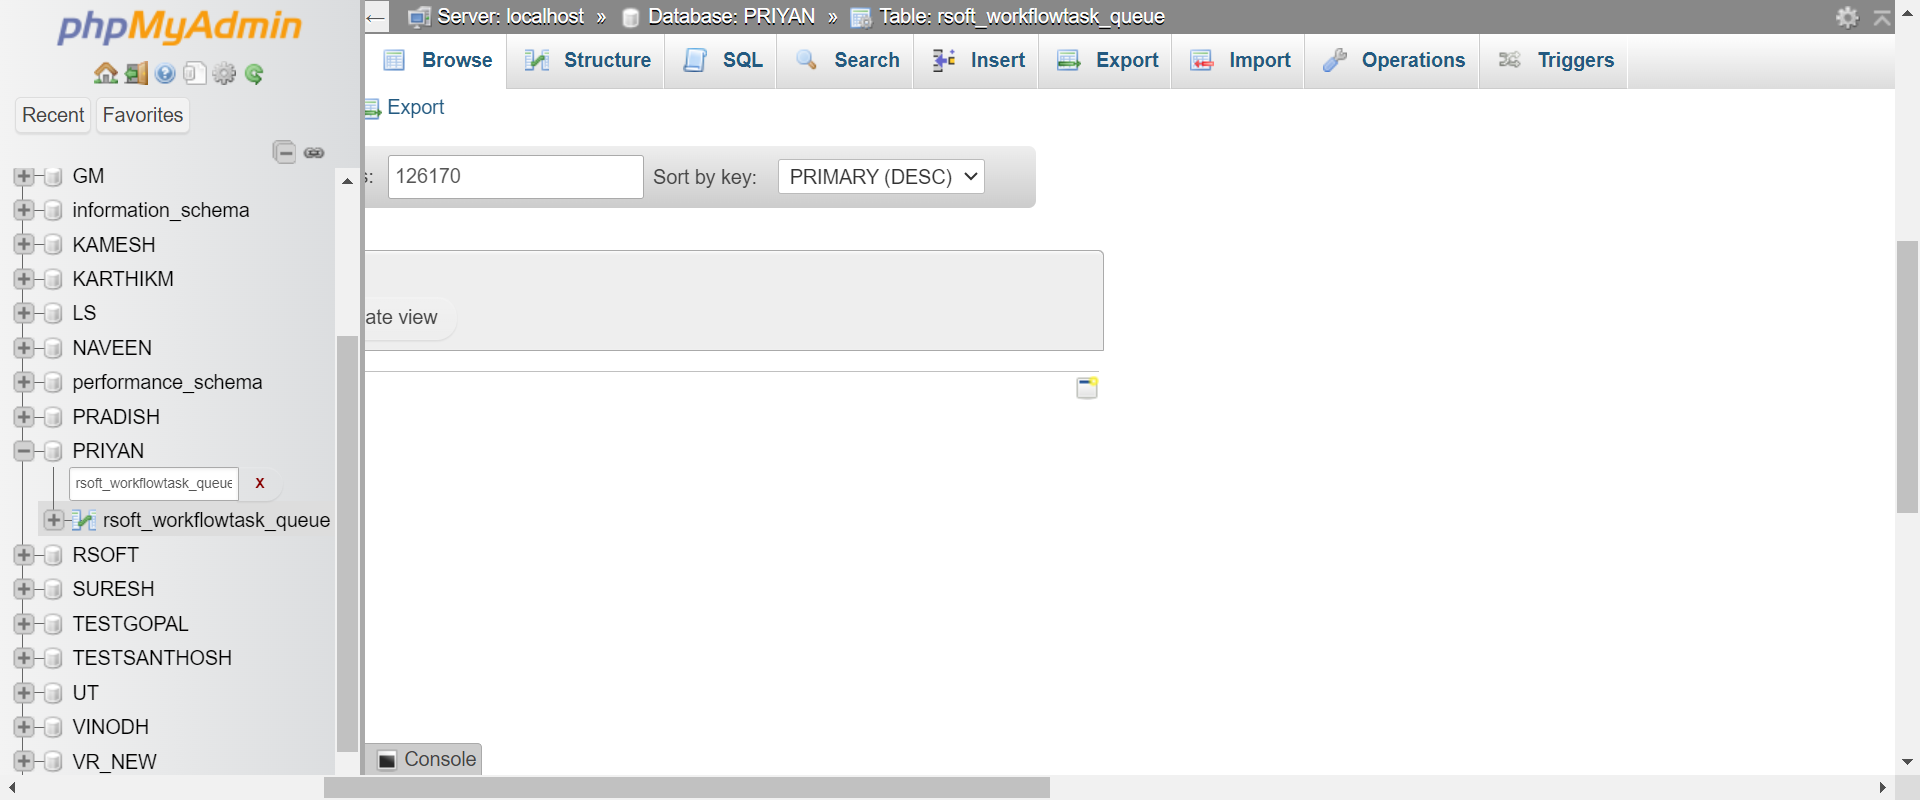 phpMyAdmin
Recent
Favorites
GM
information_schema
KAMESH
KARTHIKM
LS
NAVEEN
performance_schema
PRADISH
PRIYAN
rsoft_workflowtask_queue
X
rsoft_workflowtask_queue
RSOFT
SURESH
TESTGOPAL
TESTSANTHOSH
UT
VINODH
VR_NEW
← Server: localhost » Database: PRIYAN » Table: rsoft_workflowtask_queue
Browse Structure SQL Search Insert Export Import Operations Triggers
Export
s: 126170 Sort by key: PRIMARY (DESC)
ate view
Console